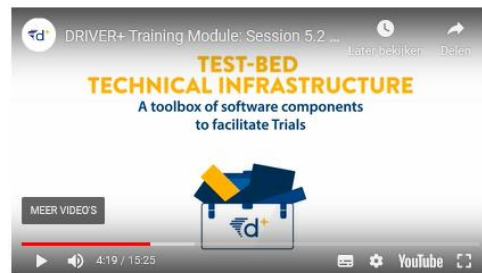 DRIVER+ Training Module: Session 5.2 ...
Later bekijken
Delen
TEST-BED
TECHNICAL INFRASTRUCTURE
A toolbox of software components
to facilitate Trials
d+
MEER VIDEO'S
4:19 / 15:25
YouTube